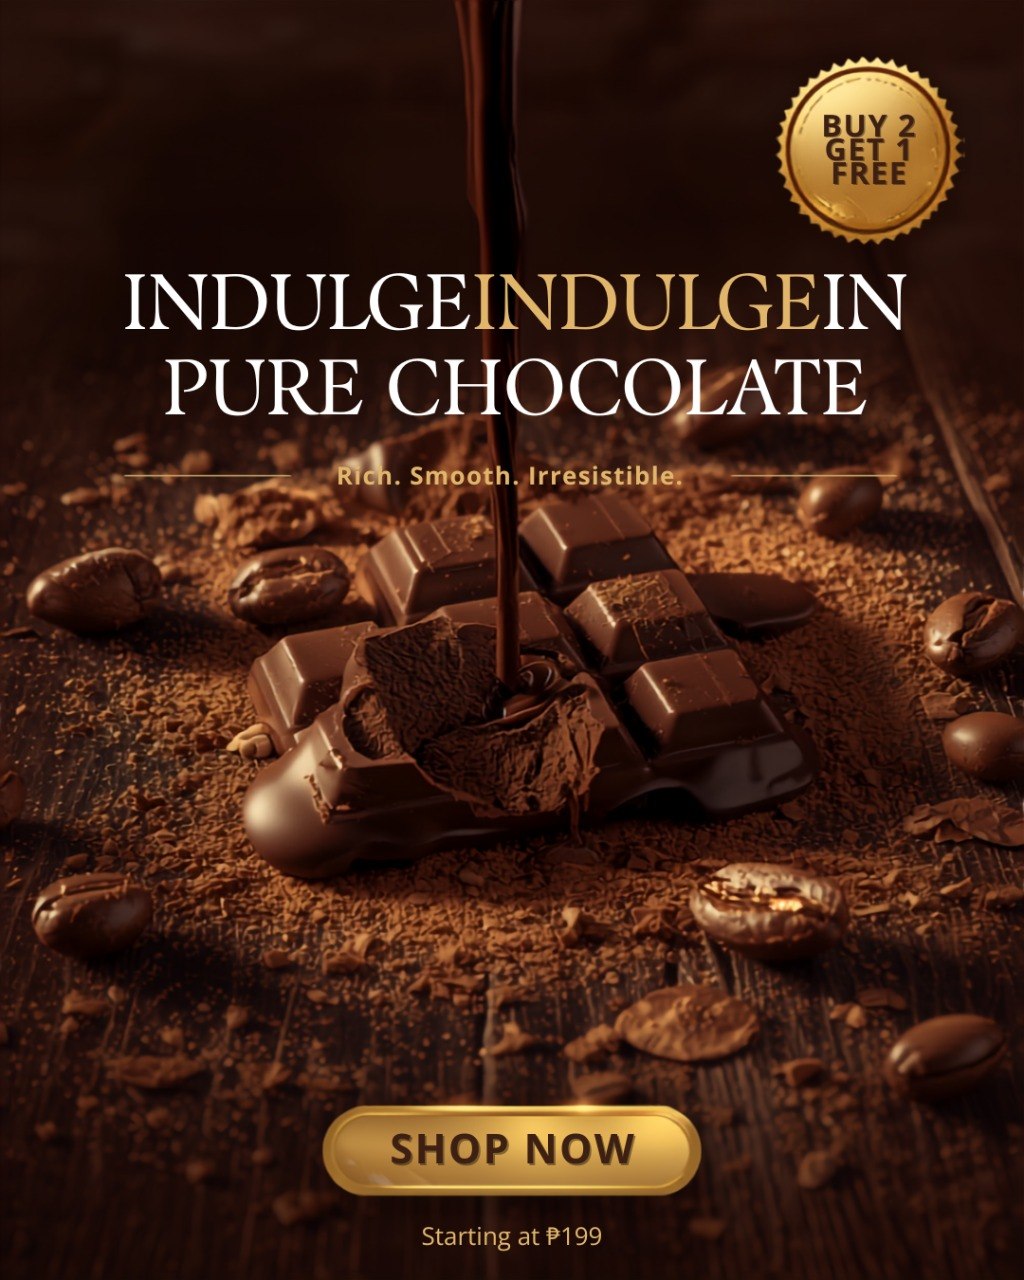 BUY 2
GET 1
FREE
INDULGEINDULGEIN
PURE CHOCOLATE
Rich. Smooth. Irresistible.
SHOP NOW
Starting at ₱199